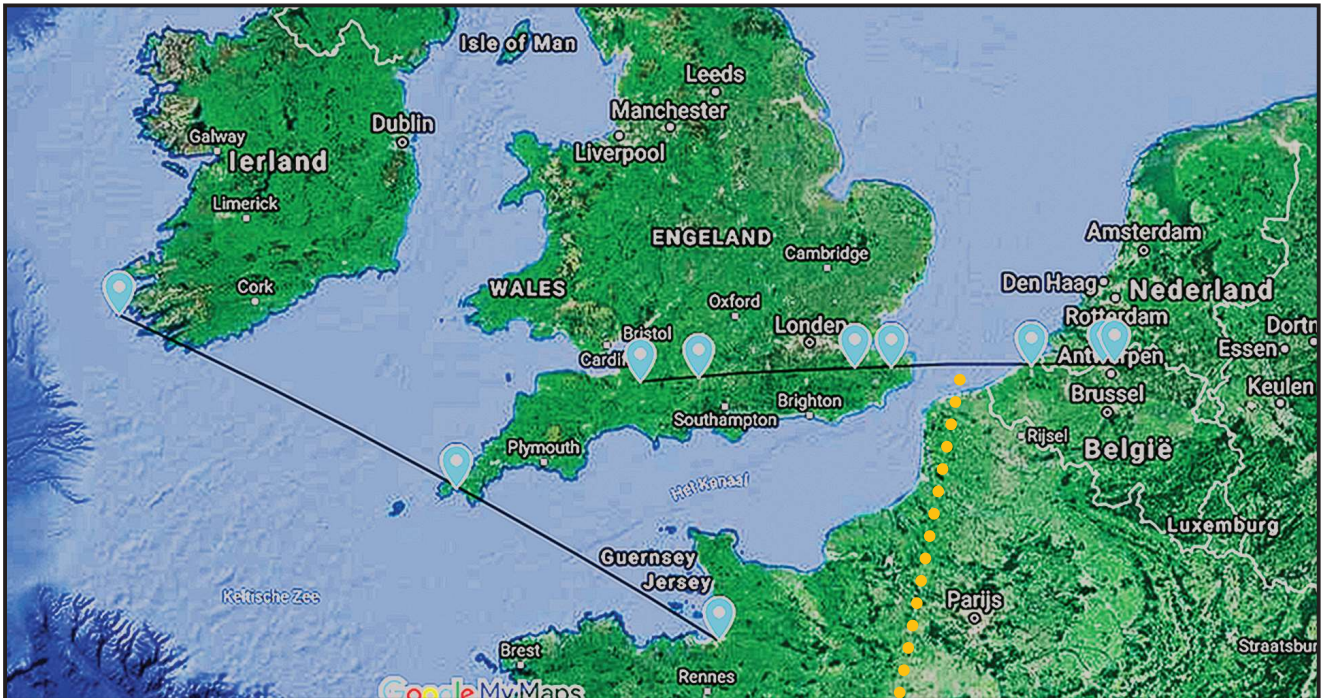 Isle of Man
Leeds
Manchester
Dublin
Galway
Liverpool
Ierland
Limerick
Amsterdam
ENGELAND
Cambridge
Den Haag
Nederland
WALES
Cork
Oxford
Rotterdam
Londen
Bristol
Dortm
Cardif
Antwerpen
Essen
Keulen
Brussel
Brighton
Southampton
Rijsel
België
Plymouth
Het Kanaal
Luxemburg
Guernsey
Jersey
Keltische Zee
Parijs
Straatsbur
Brest
Rennes
Google My Maps